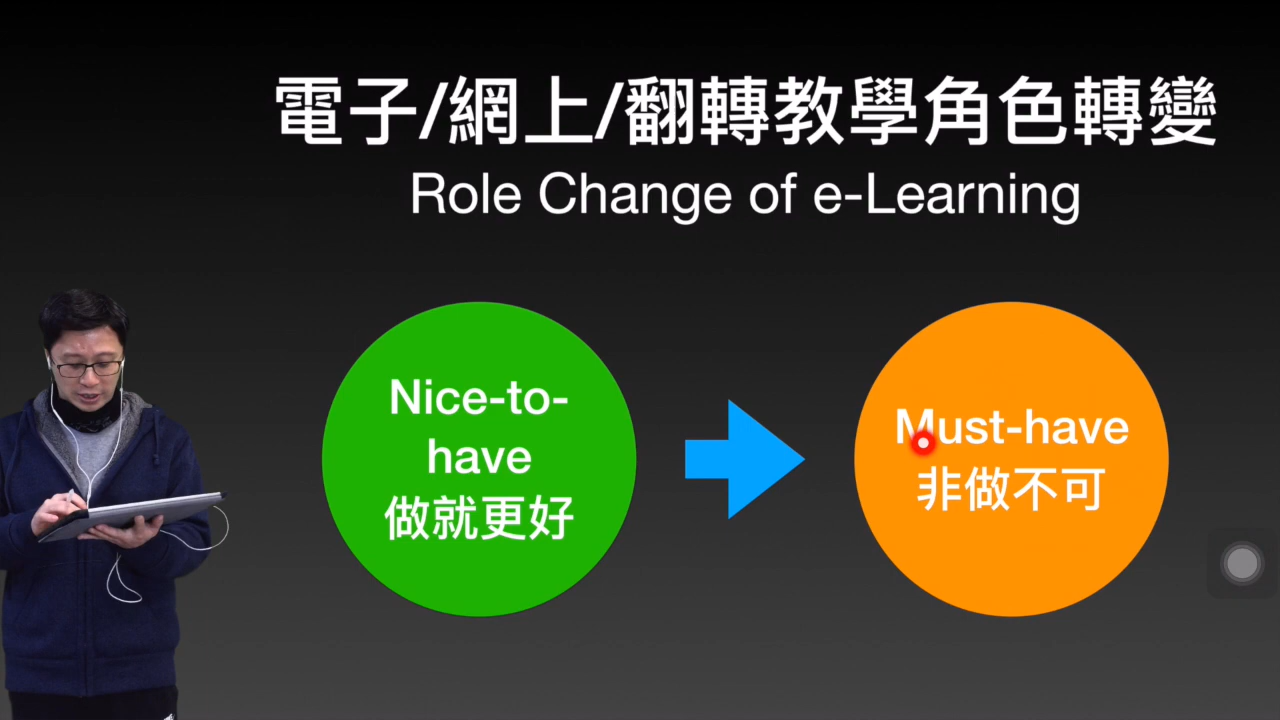 電子/網上/翻轉教學角色轉變
Role Change of e-Learning
Nice-to-
have
做就更好
Must-have
非做不可